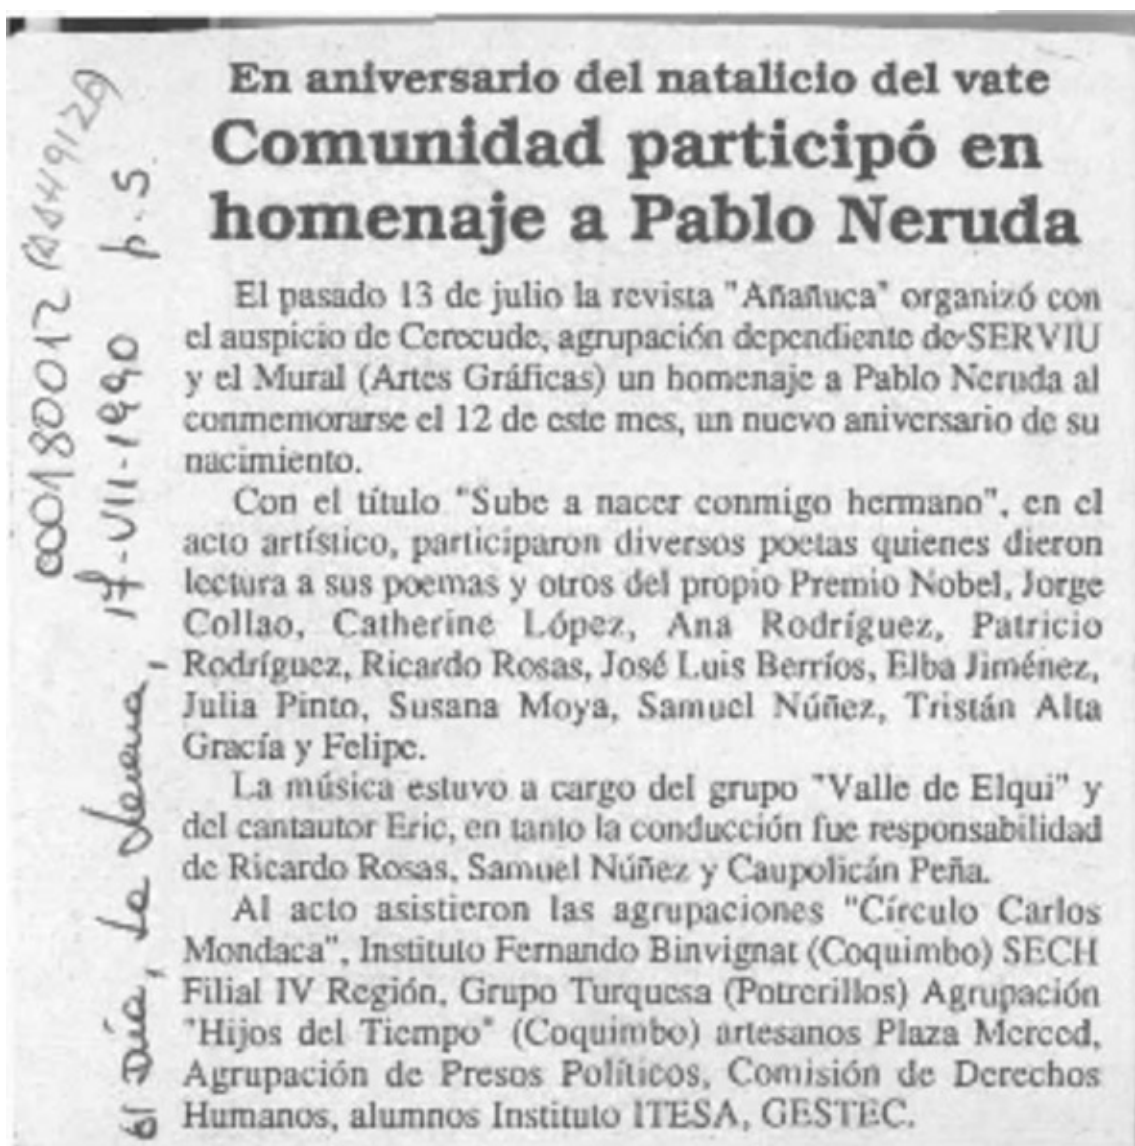 En aniversario del natalicio del vate
Comunidad participó en
homenaje a Pablo Neruda
El pasado 13 de julio la revista "Añañuca" organizó con
el auspicio de Cerecude, agrupación dependiente de SERVIU
y el Mural (Artes Gráficas) un homenaje a Pablo Neruda al
conmemorarse el 12 de este mes, un nuevo aniversario de su
nacimiento.
Con el título "Sube a nacer conmigo hermano", en el
acto artístico, participaron diversos poetas quienes dieron
lectura a sus poemas y otros del propio Premio Nobel, Jorge
Collao, Catherine López, Ana Rodríguez, Patricio
Rodríguez, Ricardo Rosas, José Luis Berríos, Elba Jiménez,
Julia Pinto, Susana Moya, Samuel Núñez, Tristán Alta
Gracía y Felipe.
La música estuvo a cargo del grupo "Valle de Elqui" y
del cantautor Eric, en tanto la conducción fue responsabilidad
de Ricardo Rosas, Samuel Núñez y Caupolicán Peña.
Al acto asistieron las agrupaciones "Círculo Carlos
Mondaca", Instituto Fernando Binvignat (Coquimbo) SECH
Filial IV Región, Grupo Turquesa (Potrerillos) Agrupación
"Hijos del Tiempo" (Coquimbo) artesanos Plaza Merced,
Agrupación de Presos Políticos, Comisión de Derechos
Humanos, alumnos Instituto ITESA, GESTEC.
000180012
El Día, La Serena, 17-VII-1990 p. 5